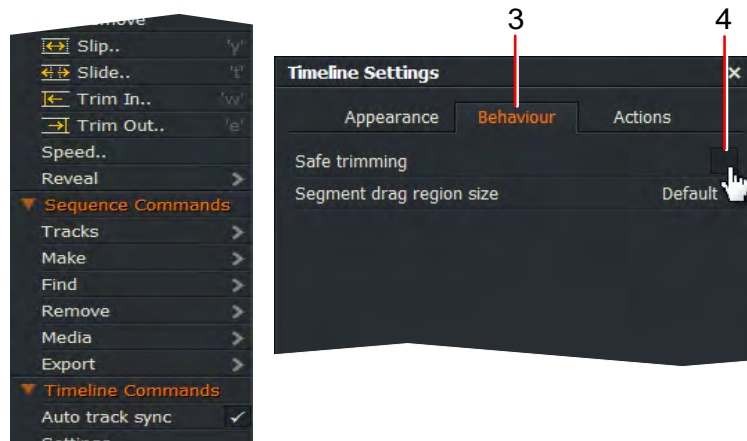 Slip.. 'y'
Slide.. 't'
Trim In.. 'w'
Trim Out.. 'e'
Speed..
Reveal >
Sequence Commands
Tracks >
Make >
Find >
Remove >
Media >
Export >
Timeline Commands
Auto track sync ✓
3 4
Timeline Settings ×
Appearance Behaviour Actions
Safe trimming
Segment drag region size Default